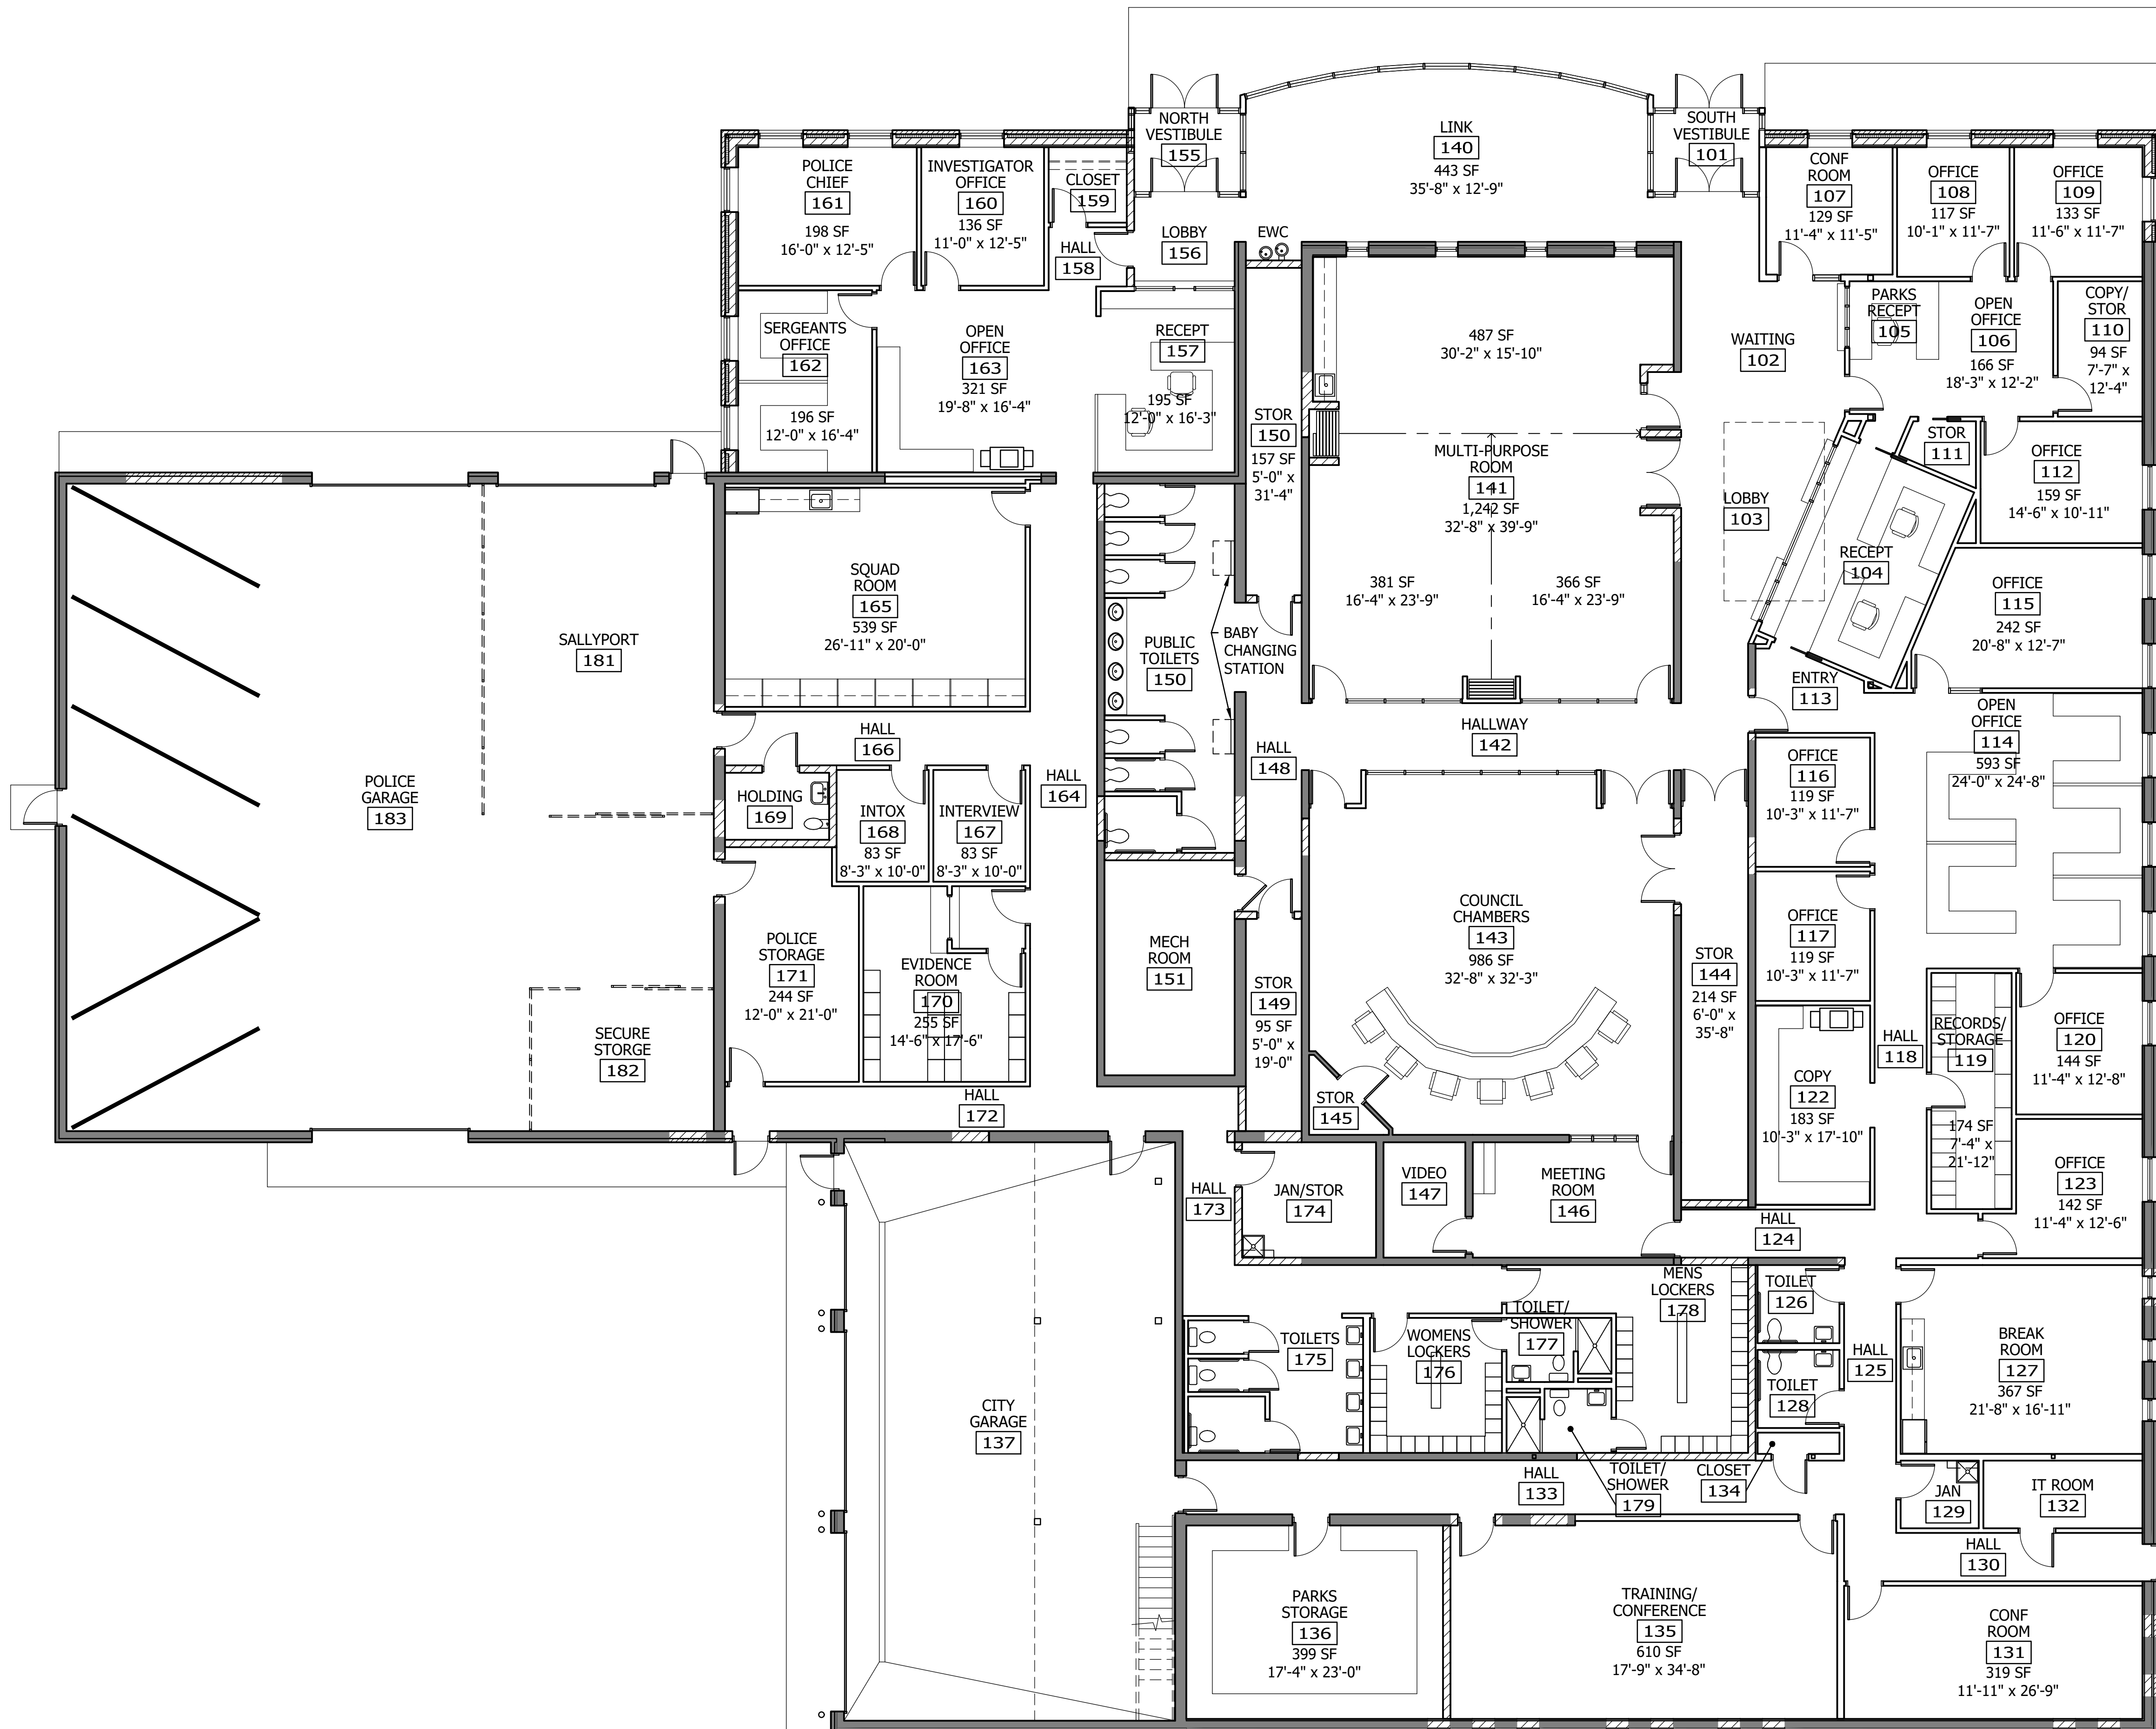 NORTH
VESTIBULE
155
LINK
140
443 SF
35'-8" x 12'-9"
SOUTH
VESTIBULE
101
POLICE
CHIEF
161
198 SF
16'-0" x 12'-5"
INVESTIGATOR
OFFICE
160
136 SF
11'-0" x 12'-5"
CLOSET
159
HALL
158
LOBBY
156
EWC
CONF
ROOM
107
129 SF
11'-4" x 11'-5"
OFFICE
108
117 SF
10'-1" x 11'-7"
OFFICE
109
133 SF
11'-6" x 11'-7"
SERGEANTS
OFFICE
162
196 SF
12'-0" x 16'-4"
OPEN
OFFICE
163
321 SF
19'-8" x 16'-4"
RECEPT
157
195 SF
12'-0" x 16'-3"
STOR
150
157 SF
5'-0" x
31'-4"
487 SF
30'-2" x 15'-10"
MULTI-PURPOSE
ROOM
141
1,242 SF
32'-8" x 39'-9"
381 SF
16'-4" x 23'-9"
366 SF
16'-4" x 23'-9"
WAITING
102
PARKS
RECEPT
105
OPEN
OFFICE
106
166 SF
18'-3" x 12'-2"
COPY/
STOR
110
94 SF
7'-7" x
12'-4"
LOBBY
103
STOR
111
OFFICE
112
159 SF
14'-6" x 10'-11"
RECEPT
104
OFFICE
115
242 SF
20'-8" x 12'-7"
ENTRY
113
SALLYPORT
181
SQUAD
ROOM
165
539 SF
26'-11" x 20'-0"
PUBLIC
TOILETS
150
BABY
CHANGING
STATION
HALL
166
HALL
148
HALLWAY
142
OPEN
OFFICE
114
593 SF
24'-0" x 24'-8"
POLICE
GARAGE
183
HOLDING
169
INTOX
168
83 SF
8'-3" x 10'-0"
INTERVIEW
167
83 SF
8'-3" x 10'-0"
HALL
164
OFFICE
116
119 SF
10'-3" x 11'-7"
POLICE
STORAGE
171
244 SF
12'-0" x 21'-0"
EVIDENCE
ROOM
170
255 SF
14'-6" x 17'-6"
MECH
ROOM
151
STOR
149
95 SF
5'-0" x
19'-0"
COUNCIL
CHAMBERS
143
986 SF
32'-8" x 32'-3"
STOR
144
214 SF
6'-0" x
35'-8"
OFFICE
117
119 SF
10'-3" x 11'-7"
SECURE
STORGE
182
HALL
172
STOR
145
COPY
122
183 SF
10'-3" x 17'-10"
HALL
118
RECORDS/
STORAGE
119
174 SF
7'-4" x
21'-12"
OFFICE
120
144 SF
11'-4" x 12'-8"
OFFICE
123
142 SF
11'-4" x 12'-6"
HALL
173
JAN/STOR
174
VIDEO
147
MEETING
ROOM
146
HALL
124
CITY
GARAGE
137
TOILETS
175
WOMENS
LOCKERS
176
TOILET/
SHOWER
177
MENS
LOCKERS
178
TOILET
126
TOILET
128
HALL
125
BREAK
ROOM
127
367 SF
21'-8" x 16'-11"
HALL
133
TOILET/
SHOWER
179
CLOSET
134
JAN
129
IT ROOM
132
HALL
130
PARKS
STORAGE
136
399 SF
17'-4" x 23'-0"
TRAINING/
CONFERENCE
135
610 SF
17'-9" x 34'-8"
CONF
ROOM
131
319 SF
11'-11" x 26'-9"